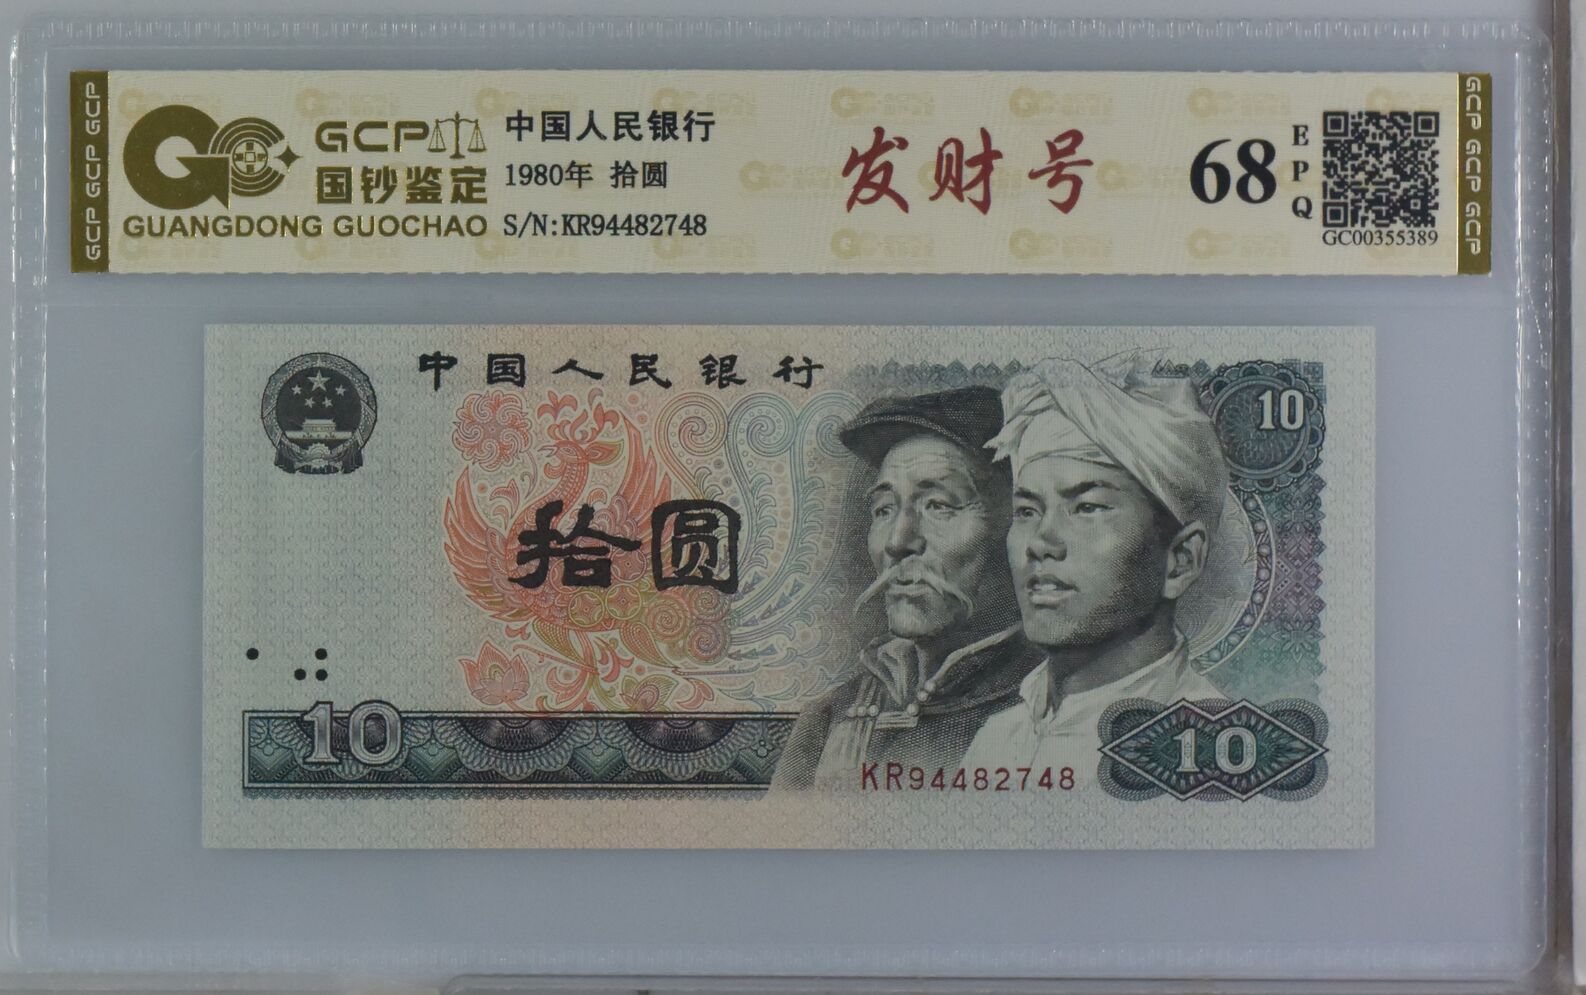 GCP GCP GCP
GCP
国钞鉴定
GUANGDONG GUOCHAO
中国人民银行
1980年 拾圆
S/N:KR94482748
发财号
68
EPQ
GC00355389
GCP GCP GCP
中国人民银行
10
拾圆
10
KR94482748
10